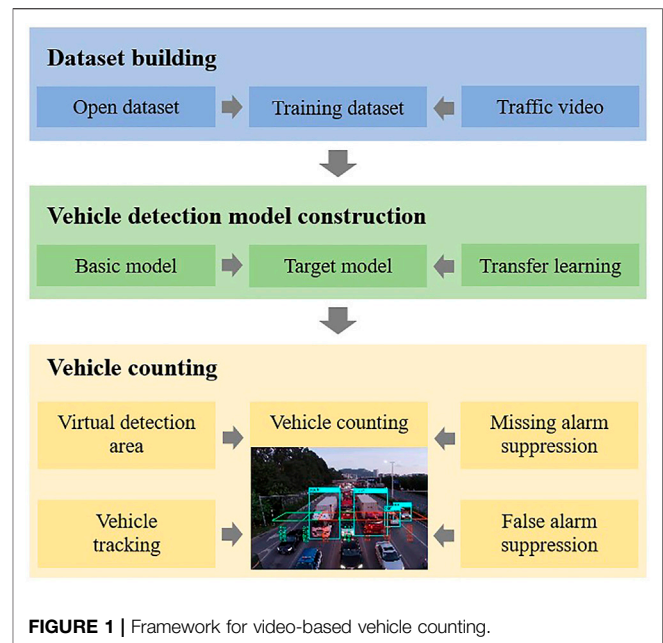 Dataset building
Open dataset
Training dataset
Traffic video
Vehicle detection model construction
Basic model
Target model
Transfer learning
Vehicle counting
Virtual detection
area
Vehicle counting
Missing alarm
suppression
Vehicle
tracking
False alarm
suppression
FIGURE 1 | Framework for video-based vehicle counting.